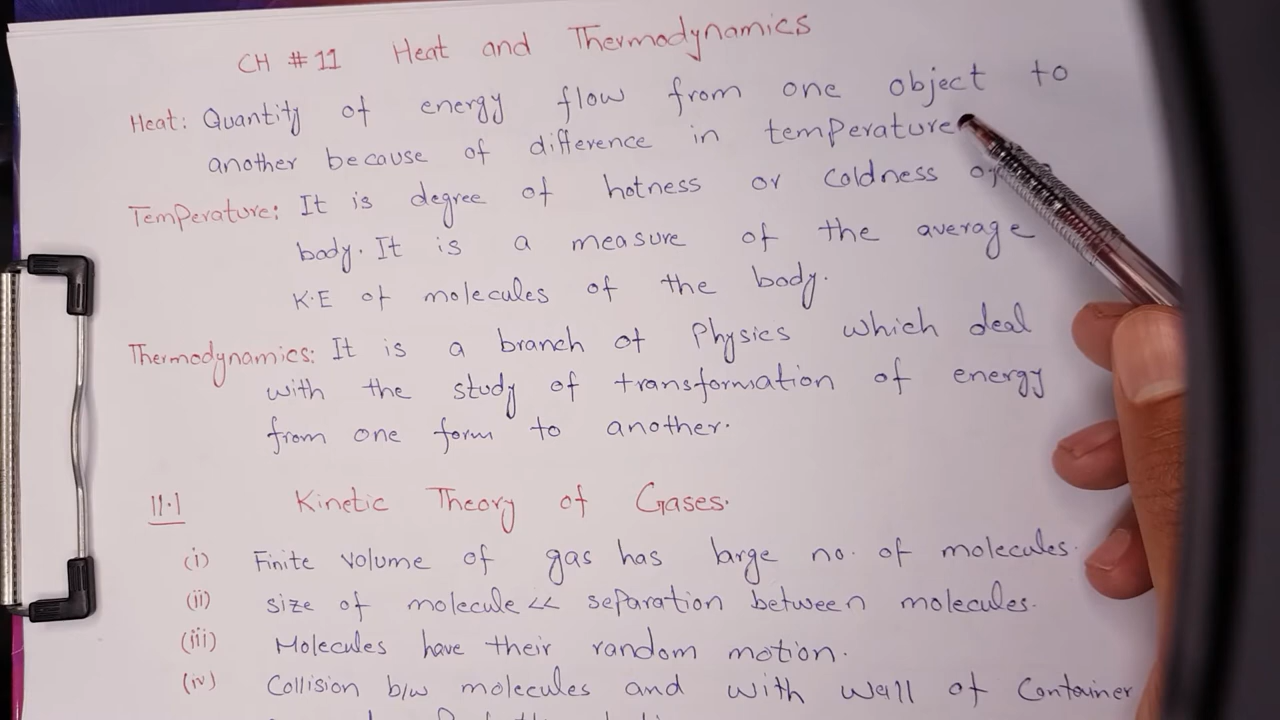 CH # 11 Heat and Thermodynamics
Heat: Quantity of energy flow from one object to
another because of difference in temperature
Temperature: It is degree of hotness or coldness of
body. It is a measure of the average
K.E of molecules of the body.
Thermodynamics: It is a branch of Physics which deal
with the study of transformation of energy
from one form to another.
11.1 Kinetic Theory of Gases.
(i) Finite volume of gas has large no. of molecules.
(ii) size of molecule << separation between molecules.
(iii) Molecules have their random motion.
(iv) Collision b/w molecules and with wall of Container